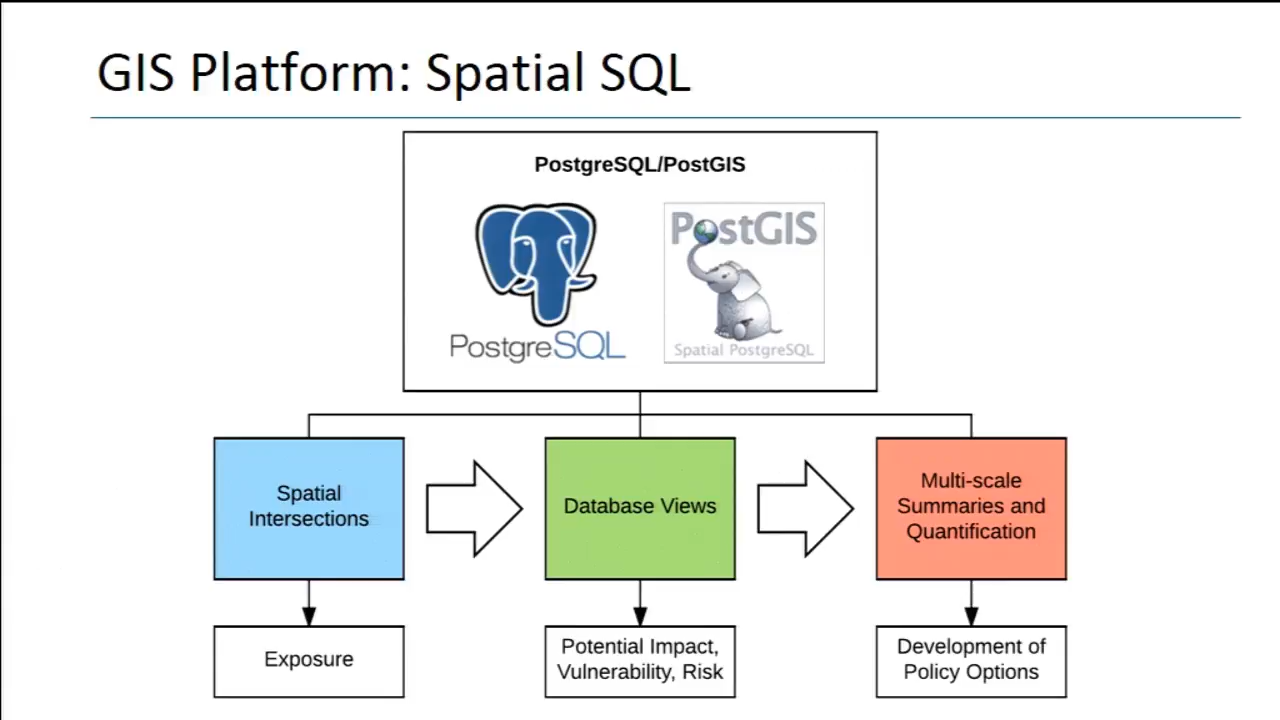 GIS Platform: Spatial SQL
PostgreSQL/PostGIS
PostgreSQL
PostGIS
Spatial PostgreSQL
Spatial
Intersections
Database Views
Multi-scale
Summaries and
Quantification
Exposure
Potential Impact,
Vulnerability, Risk
Development of
Policy Options